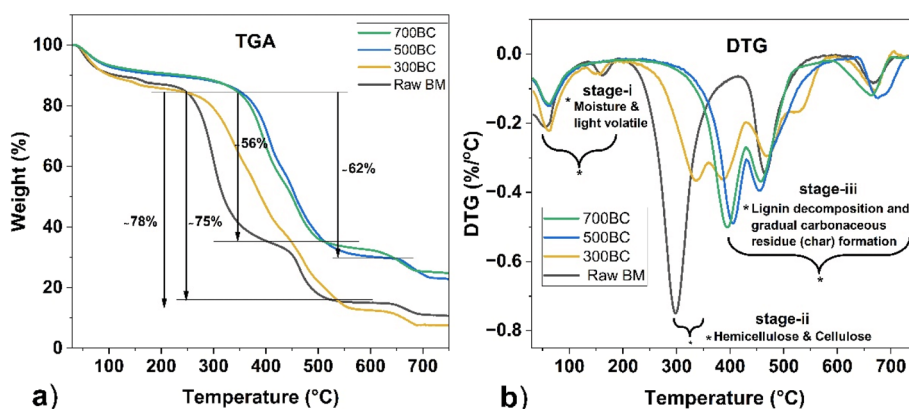 TGA
700BC
500BC
300BC
Raw BM
100
80
60
40
20
0
Weight (%)
~78%
~75%
~56%
~62%
100 200 300 400 500 600 700
Temperature (°C)
a)
DTG
0.0
−0.2
−0.4
−0.6
−0.8
DTG (%/°C)
stage-i
* Moisture &
light volatile
*
700BC
500BC
300BC
Raw BM
stage-iii
* Lignin decomposition and
gradual carbonaceous
residue (char) formation
*
stage-ii
* Hemicellulose & Cellulose
*
100 200 300 400 500 600 700
Temperature (°C)
b)